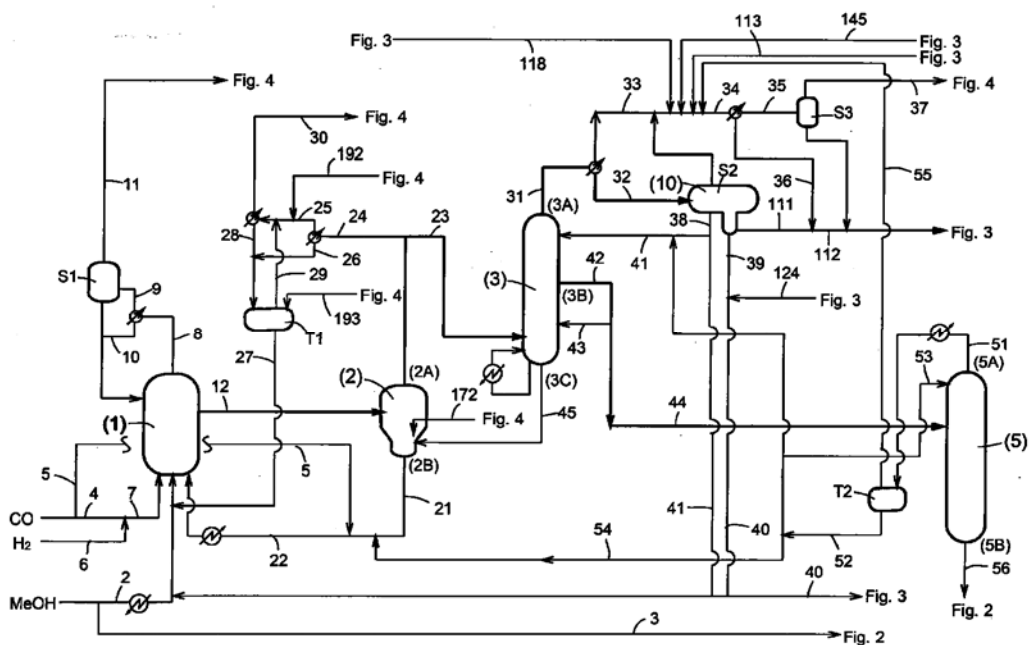 Fig. 3
118
113
145
Fig. 3
Fig. 3
Fig. 4
11
30
Fig. 4
33
34
35
S3
37
Fig. 4
192
Fig. 4
31
(3A)
32
(10)
S2
36
55
25
24
23
28
26
38
111
112
Fig. 3
S1
9
29
41
42
39
10
8
193
Fig. 4
T1
(3)
(3B)
43
124
Fig. 3
51
53
(5A)
27
(2)
(2A)
(3C)
12
172
Fig. 4
45
44
(1)
5
(2B)
(5)
5
4
7
CO
H2
6
21
22
54
41
40
T2
52
(5B)
56
2
MeOH
40
Fig. 3
Fig. 2
3
Fig. 2